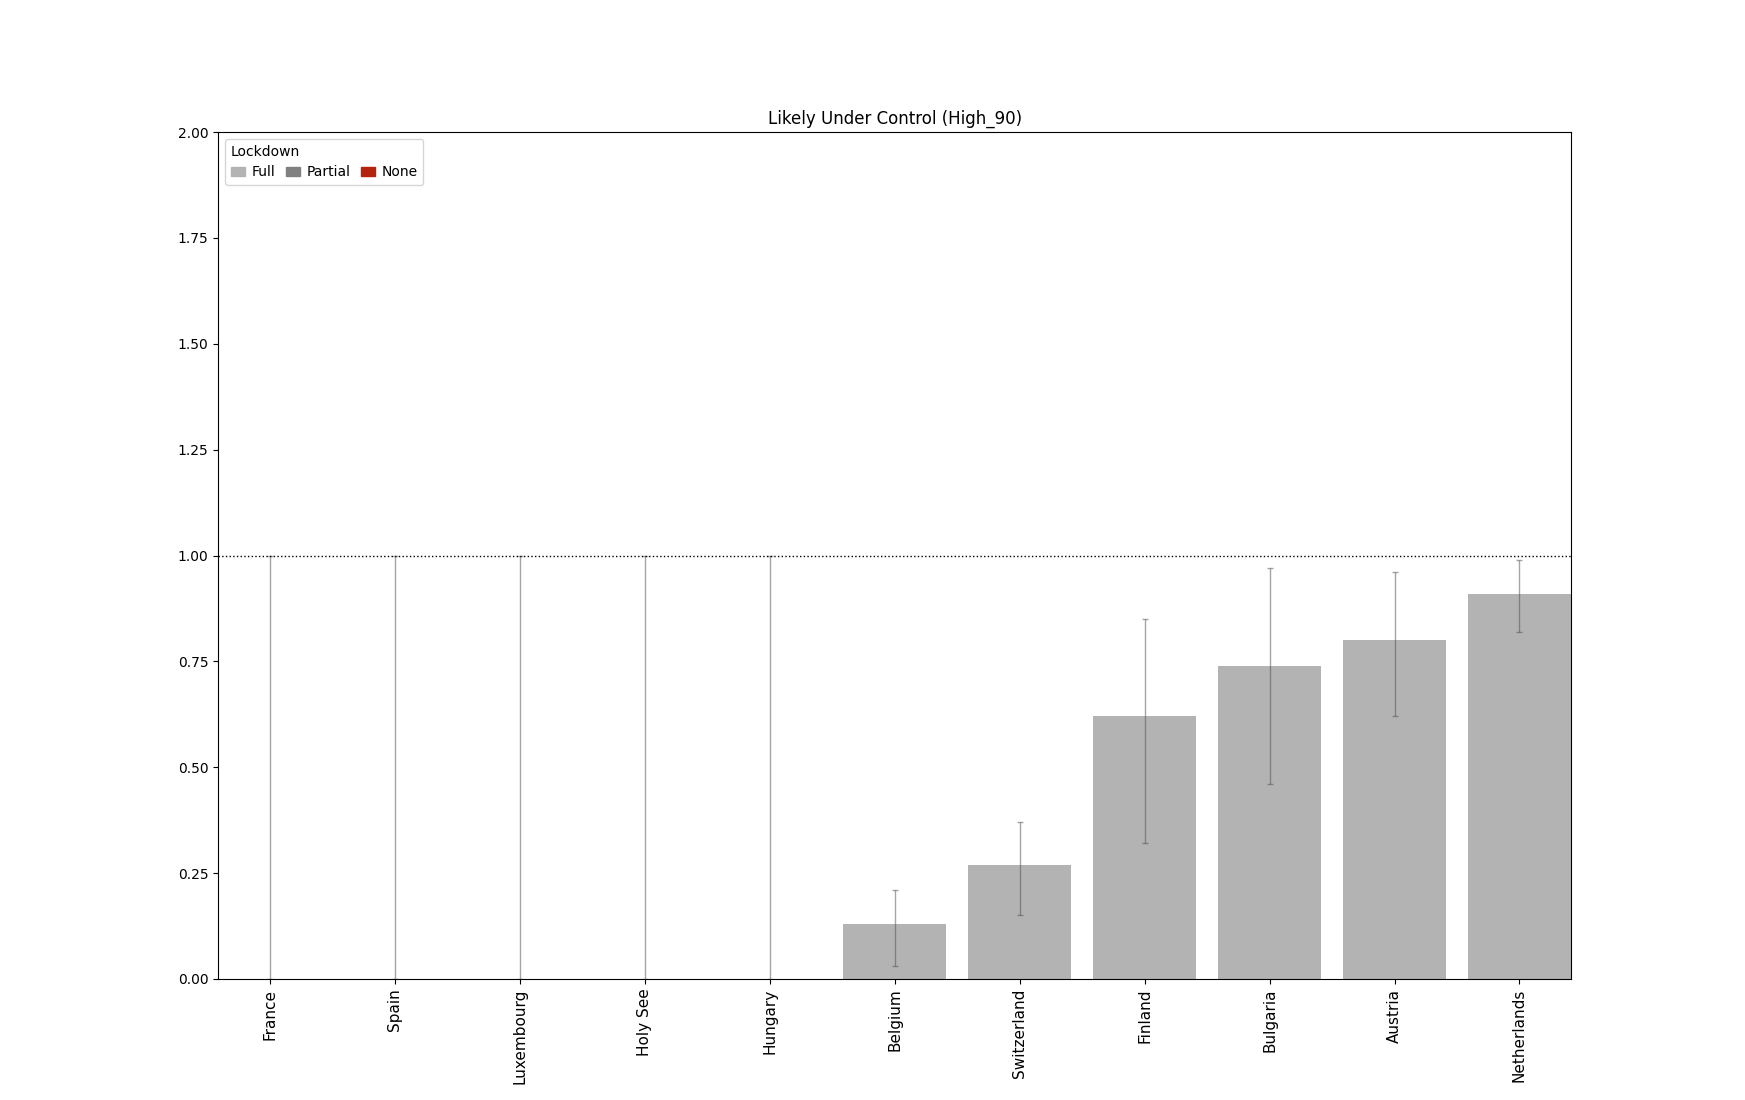 Likely Under Control (High_90)
2.00
Lockdown
Full Partial None
1.75
1.50
1.25
1.00
0.75
0.50
0.25
0.00
France
Spain
Luxembourg
Holy See
Hungary
Belgium
Switzerland
Finland
Bulgaria
Austria
Netherlands